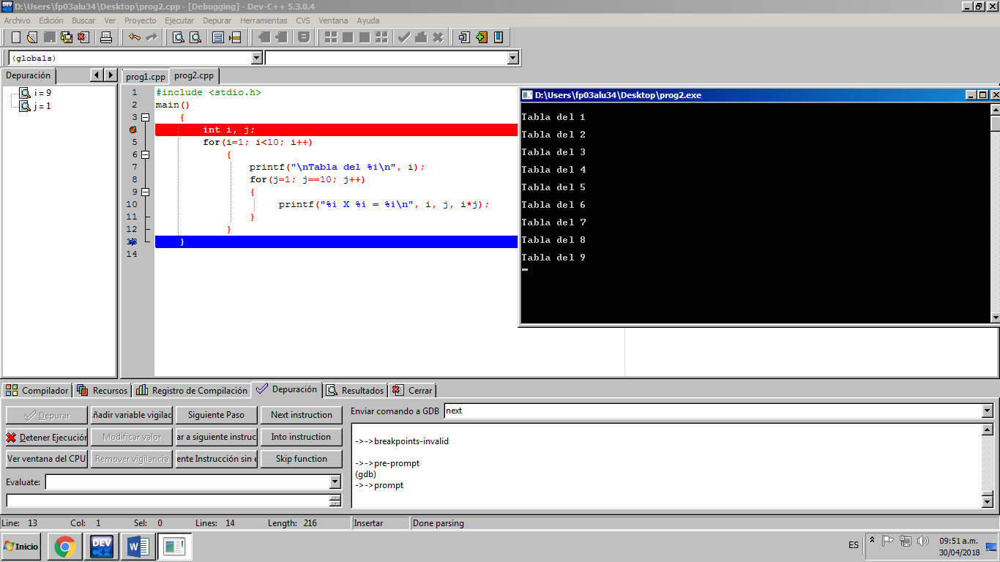 D:\Users\fp03alu34\Desktop\prog2.cpp - [Debugging] - Dev-C++ 5.3.0.4
Archivo Edición Buscar Ver Proyecto Ejecutar Depurar Herramientas CVS Ventana Ayuda
(globals)
Depuración
prog1.cpp prog2.cpp
i = 9
j = 1
1 #include <stdio.h>
2 main()
3 {
int i, j;
5 for(i=1; i<10; i++)
6 {
7 printf("\nTabla del %i\n", i);
8 for(j=1; j==10; j++)
9 {
10 printf("%i X %i = %i\n", i, j, i*j);
11 }
12 }
13 }
14
D:\Users\fp03alu34\Desktop\prog2.exe
Tabla del 1
Tabla del 2
Tabla del 3
Tabla del 4
Tabla del 5
Tabla del 6
Tabla del 7
Tabla del 8
Tabla del 9
Compilador Recursos Registro de Compilación Depuración Resultados Cerrar
Depurar ñadir variable vigilac Siguiente Paso Next instruction
Detener Ejecución Modificar valor ar a siguiente instruc Into instruction
Ver ventana del CPU Remover vigilancia ente Instrucción sin e Skip function
Evaluate:
Enviar comando a GDB next
->->breakpoints-invalid
->->pre-prompt
(gdb)
->->prompt
Line: 13 Col: 1 Sel: 0 Lines: 14 Length: 216 Insertar Done parsing
Inicio
DEV
C++
W
ES
09:51 a.m.
30/04/2018